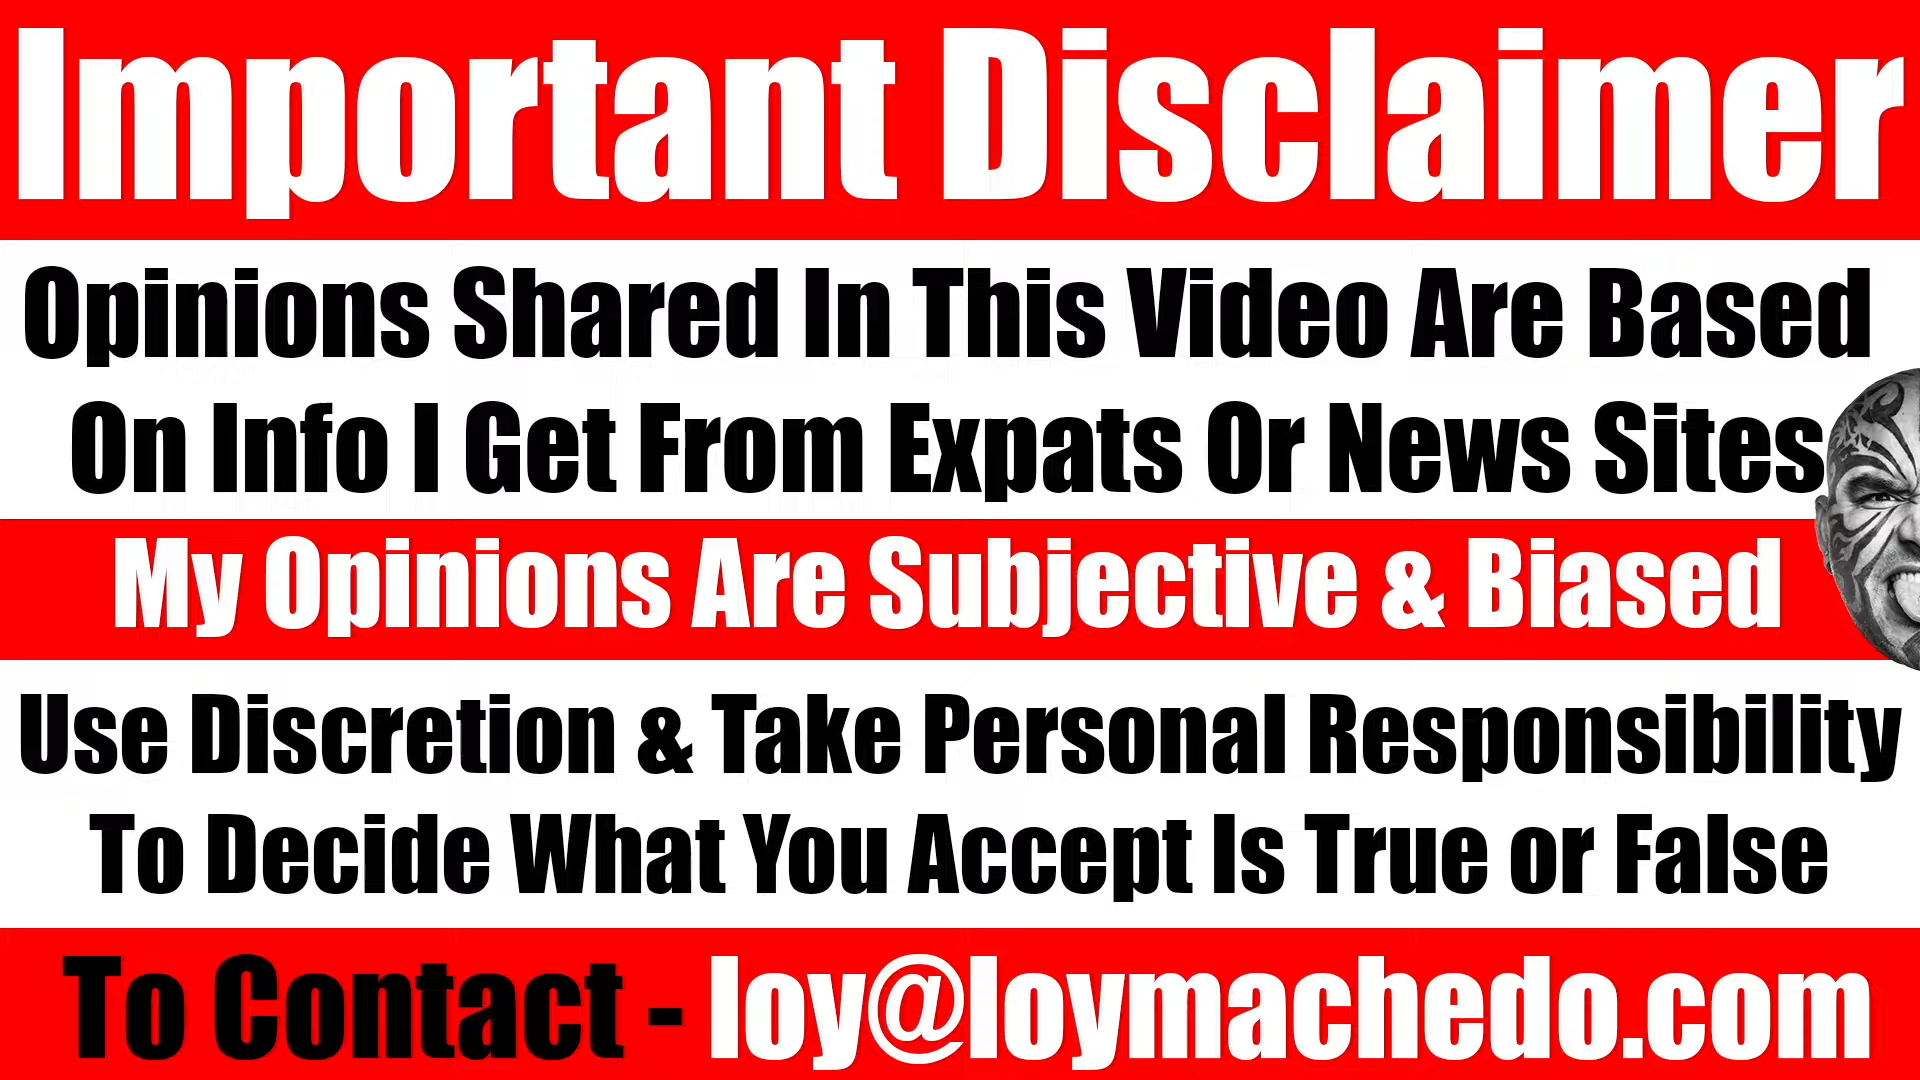 Important Disclaimer
Opinions Shared In This Video Are Based
On Info I Get From Expats Or News Sites
My Opinions Are Subjective & Biased
Use Discretion & Take Personal Responsibility
To Decide What You Accept Is True or False
To Contact - loy@loymachedo.com